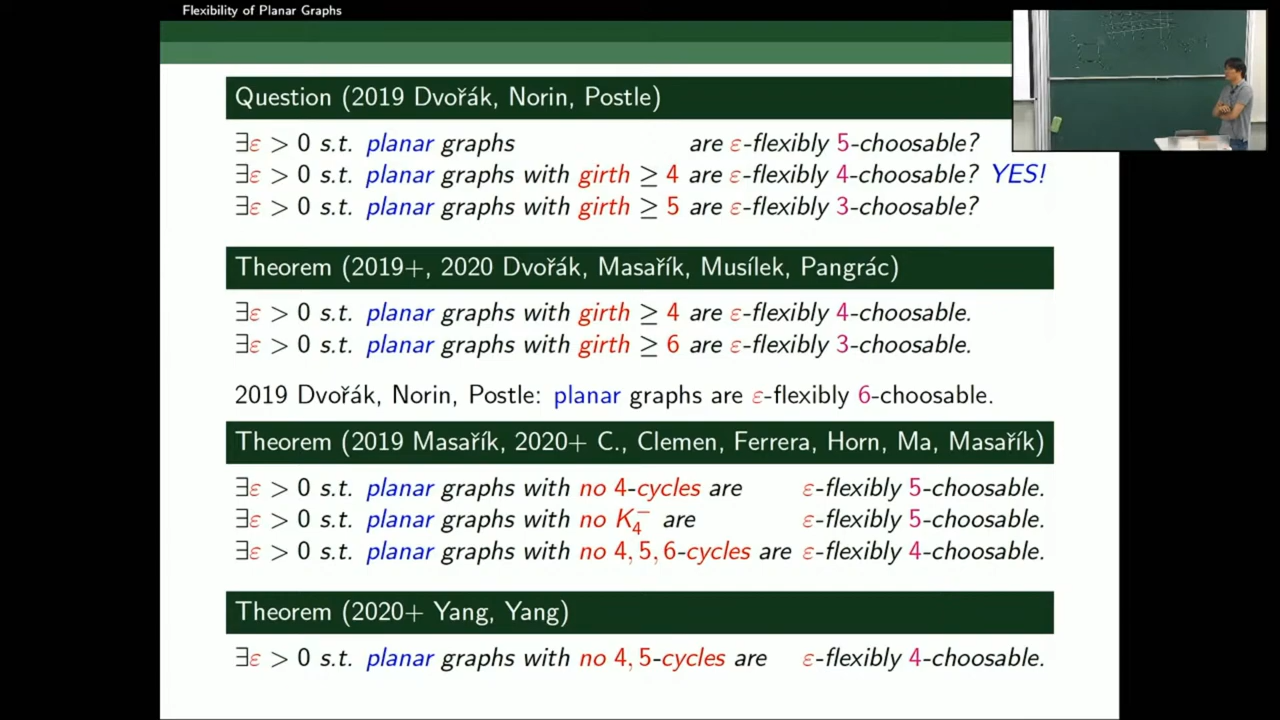 Flexibility of Planar Graphs
Question (2019 Dvořák, Norin, Postle)
∃ε > 0 s.t. planar graphs are ε-flexibly 5-choosable?
∃ε > 0 s.t. planar graphs with girth ≥ 4 are ε-flexibly 4-choosable? YES!
∃ε > 0 s.t. planar graphs with girth ≥ 5 are ε-flexibly 3-choosable?
Theorem (2019+, 2020 Dvořák, Masařík, Musílek, Pangrác)
∃ε > 0 s.t. planar graphs with girth ≥ 4 are ε-flexibly 4-choosable.
∃ε > 0 s.t. planar graphs with girth ≥ 6 are ε-flexibly 3-choosable.
2019 Dvořák, Norin, Postle: planar graphs are ε-flexibly 6-choosable.
Theorem (2019 Masařík, 2020+ C., Clemen, Ferrera, Horn, Ma, Masařík)
∃ε > 0 s.t. planar graphs with no 4-cycles are ε-flexibly 5-choosable.
∃ε > 0 s.t. planar graphs with no K₄⁻ are ε-flexibly 5-choosable.
∃ε > 0 s.t. planar graphs with no 4, 5, 6-cycles are ε-flexibly 4-choosable.
Theorem (2020+ Yang, Yang)
∃ε > 0 s.t. planar graphs with no 4, 5-cycles are ε-flexibly 4-choosable.